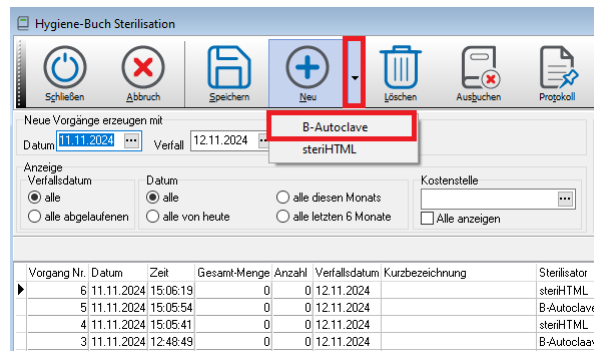 Hygiene-Buch Sterilisation
Schließen Abbruch Speichern Neu Löschen Ausbuchen Protokoll
Neue Vorgänge erzeugen mit
Datum 11.11.2024 Verfall 12.11.2024
B-Autoclave
steriHTML
Anzeige
Verfallsdatum Datum Kostenstelle
alle alle alle diesen Monats
alle abgelaufenen alle von heute alle letzten 6 Monate Alle anzeigen
Vorgang Nr. Datum Zeit Gesamt-Menge Anzahl Verfallsdatum Kurzbezeichnung Sterilisator
6 11.11.2024 15:06:19 0 0 12.11.2024 steriHTML
5 11.11.2024 15:05:54 0 0 12.11.2024 B-Autoclave
4 11.11.2024 15:05:41 0 0 12.11.2024 steriHTML
3 11.11.2024 12:48:49 0 0 12.11.2024 B-Autoclaav